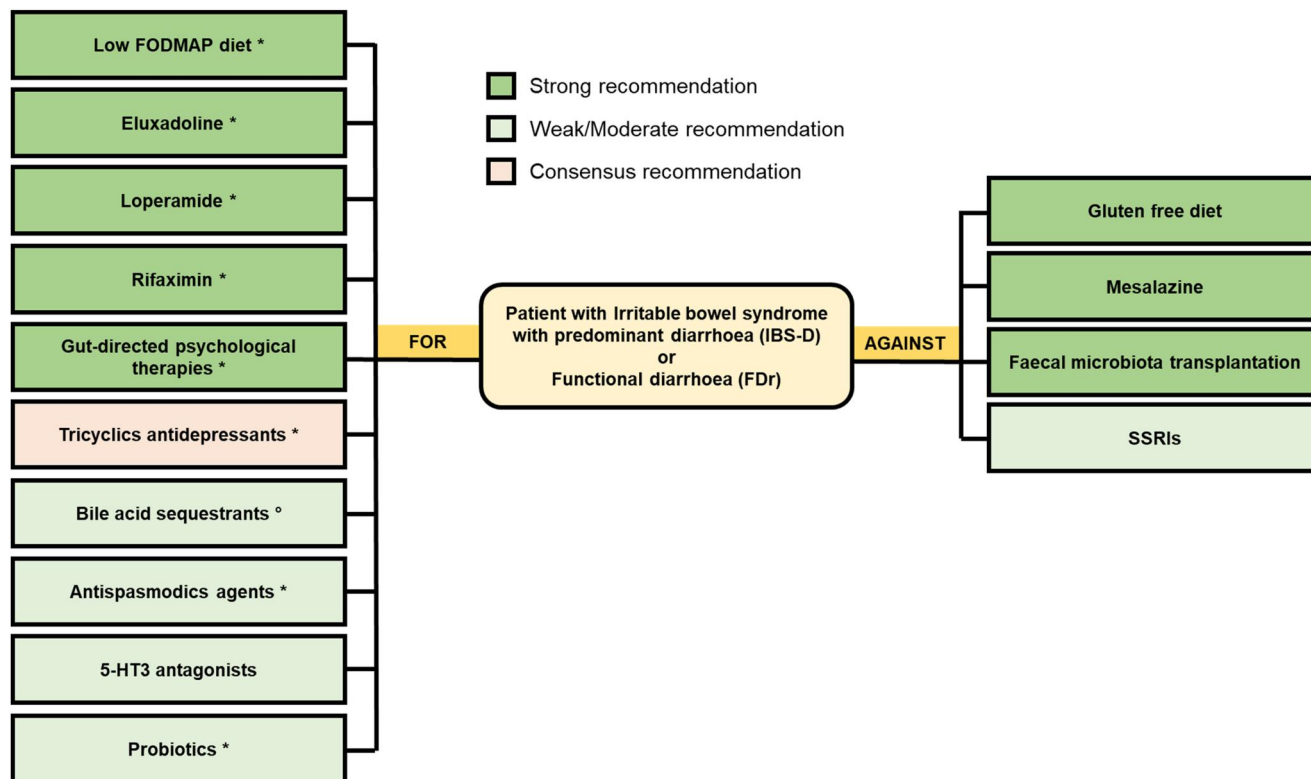 Low FODMAP diet *
Eluxadoline *
Loperamide *
Rifaximin *
Gut-directed psychological
therapies *
Tricyclics antidepressants *
Bile acid sequestrants °
Antispasmodics agents *
5-HT3 antagonists
Probiotics *
Strong recommendation
Weak/Moderate recommendation
Consensus recommendation
FOR
Patient with Irritable bowel syndrome
with predominant diarrhoea (IBS-D)
or
Functional diarrhoea (FDr)
AGAINST
Gluten free diet
Mesalazine
Faecal microbiota transplantation
SSRIs